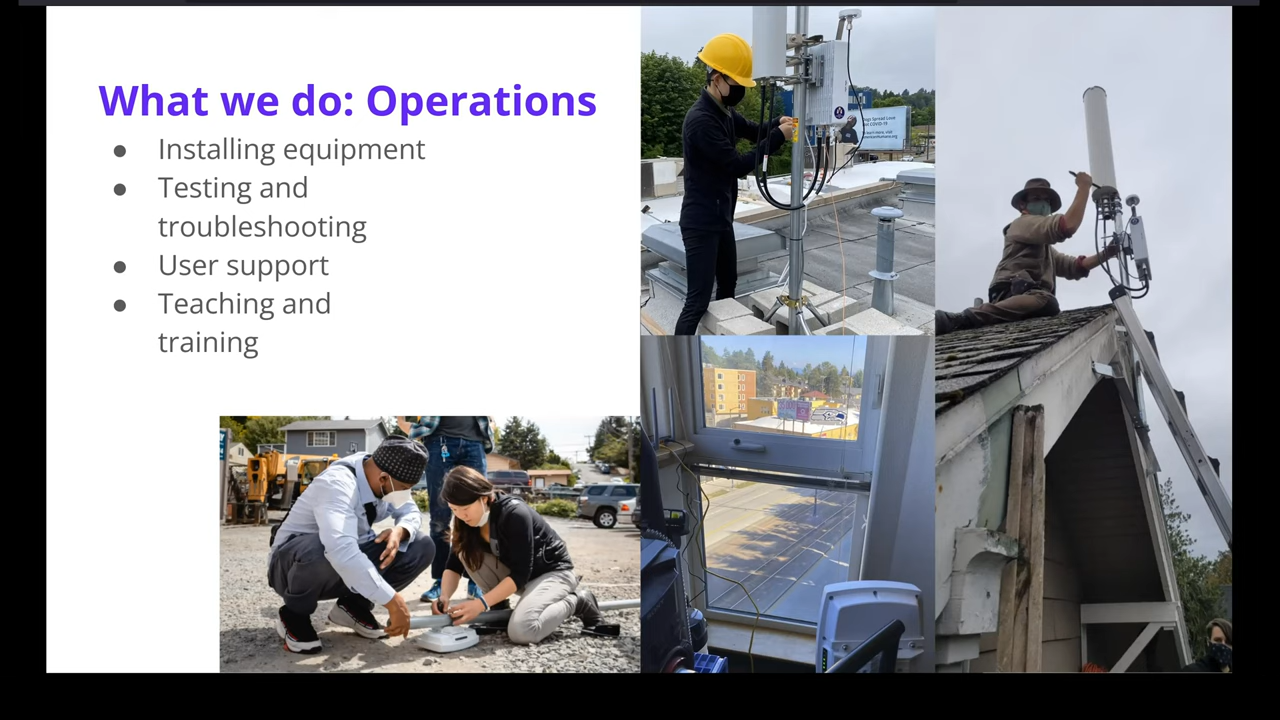 What we do: Operations
● Installing equipment
● Testing and
troubleshooting
● User support
● Teaching and
training